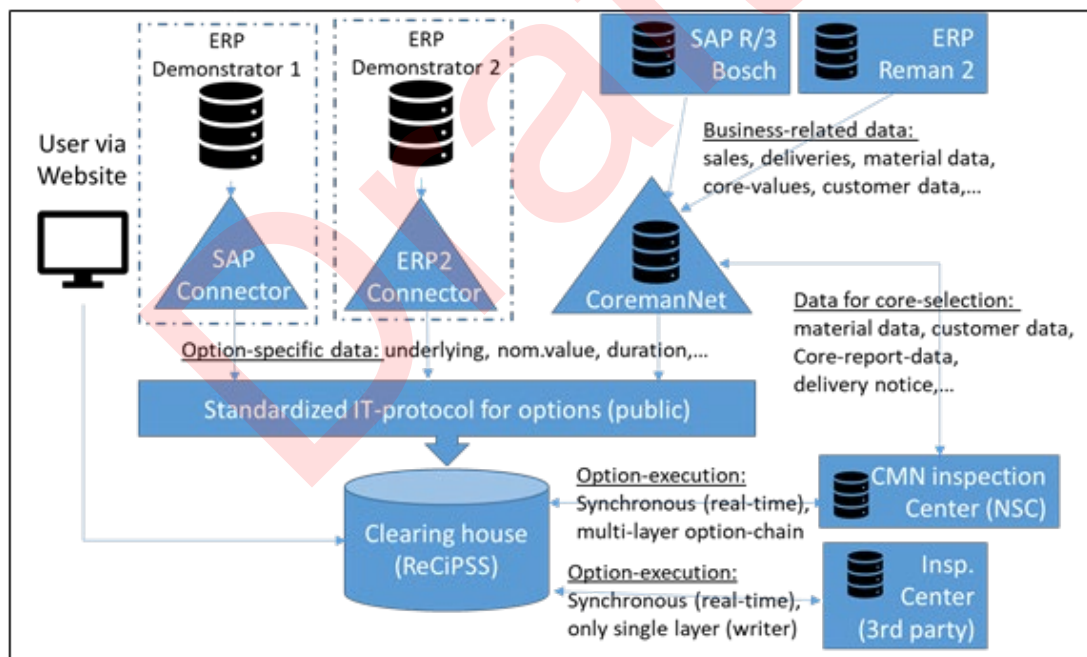 ERP
Demonstrator 1
ERP
Demonstrator 2
SAP R/3
Bosch
ERP
Reman 2
User via
Website
Business-related data:
sales, deliveries, material data,
core-values, customer data,...
SAP
Connector
ERP2
Connector
CoremanNet
Data for core-selection:
material data, customer data,
Core-report-data,
delivery notice,...
Option-specific data: underlying, nom.value, duration,...
Standardized IT-protocol for options (public)
Clearing house
(ReCiPSS)
Option-execution:
Synchronous (real-time),
multi-layer option-chain
CMN inspection
Center (NSC)
Option-execution:
Synchronous (real-time),
only single layer (writer)
Insp.
Center
(3rd party)